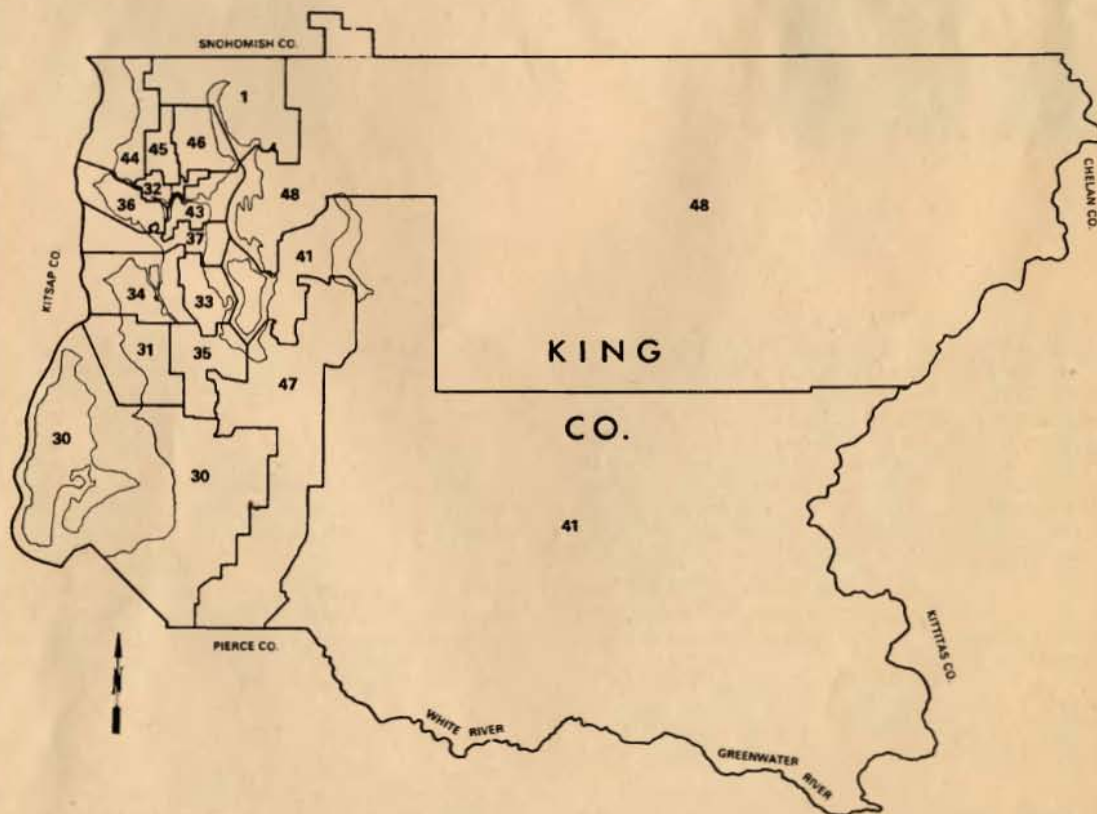 SNOHOMISH CO.
1
44
45
46
32
36
43
48
48
37
41
CHELAN CO.
KITSAP CO.
34
33
31
35
47
KING
CO.
30
30
41
KITTITAS CO.
PIERCE CO.
N
WHITE RIVER
GREENWATER RIVER